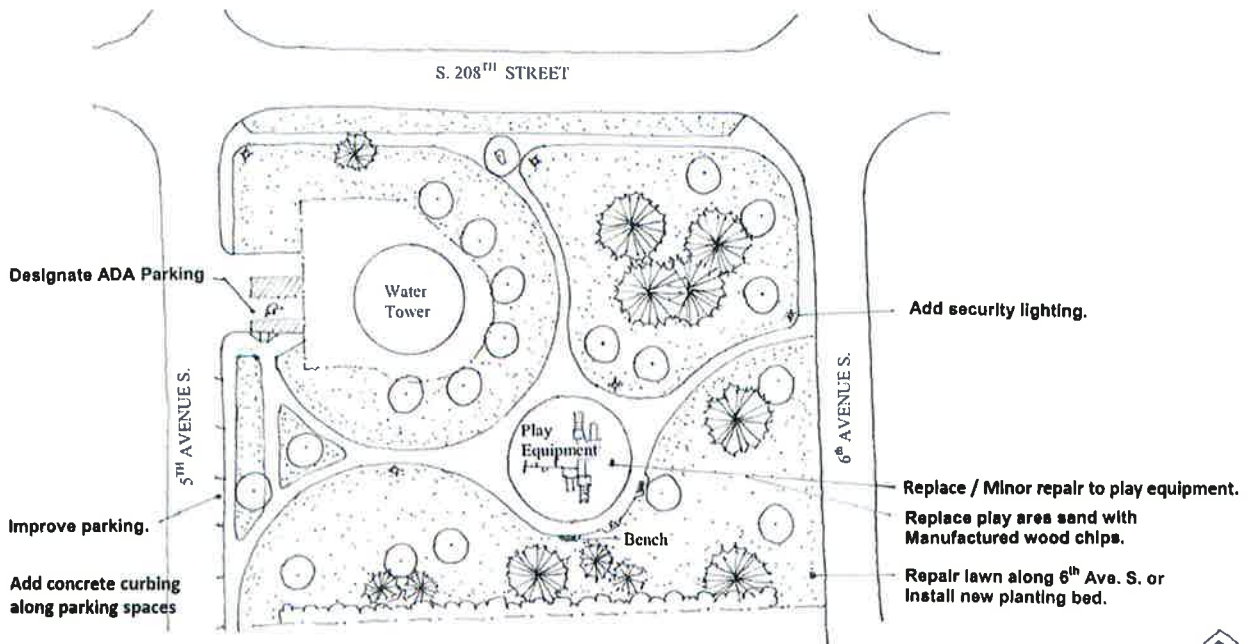 S. 208TH STREET
Designate ADA Parking
Water
Tower
Add security lighting.
5TH AVENUE S.
6th AVENUE S.
Play
Equipment
Replace / Minor repair to play equipment.
Improve parking.
Replace play area sand with
Manufactured wood chips.
Bench
Add concrete curbing
along parking spaces
Repair lawn along 6th Ave. S. or
Install new planting bed.